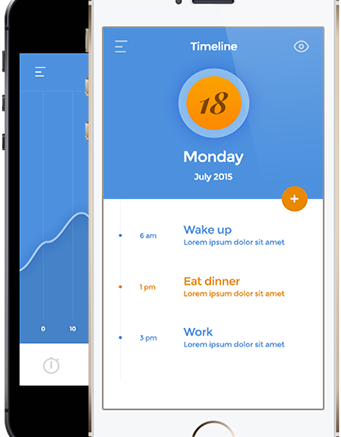 Timeline
18
Monday
July 2015
+
6 am
Wake up
Lorem ipsum dolor sit amet
1 pm
Eat dinner
Lorem ipsum dolor sit amet
3 pm
Work
Lorem ipsum dolor sit amet
0 10